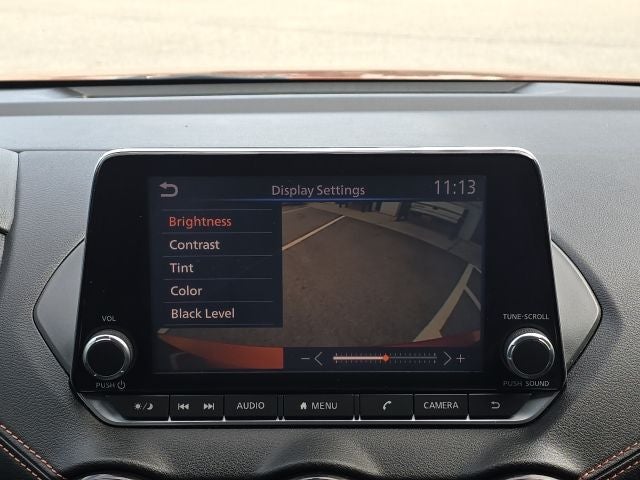 Display Settings
11:13
Brightness
Contrast
Tint
Color
Black Level
VOL
PUSH
TUNE·SCROLL
PUSH SOUND
AUDIO
MENU
CAMERA